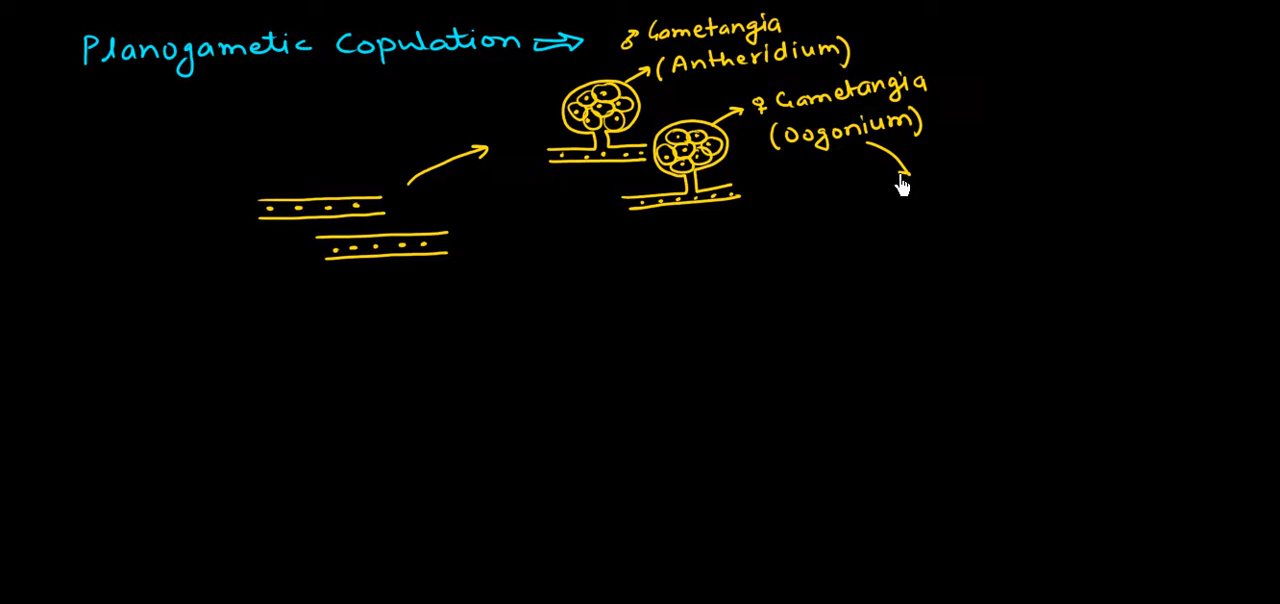 Planogametic Copulation ⇒
♂ Gametangia
(Antheridium)
♀ Gametangia
(Oogonium)